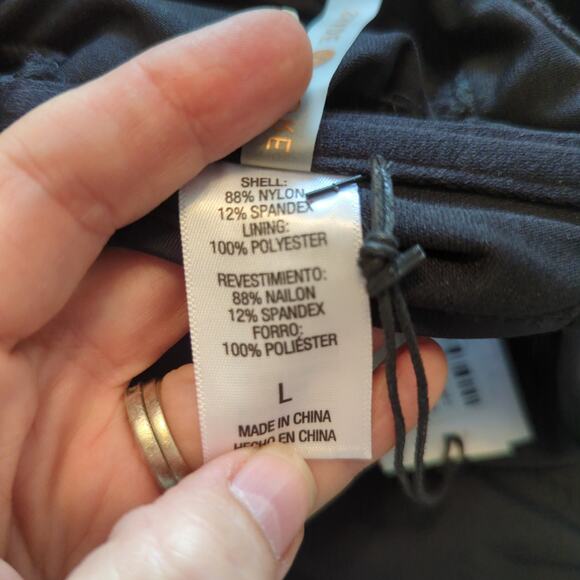 SHELL:
88% NYLON
12% SPANDEX
LINING:
100% POLYESTER
REVESTIMIENTO:
88% NAILON
12% SPANDEX
FORRO:
100% POLIÉSTER
L
MADE IN CHINA
HECHO EN CHINA